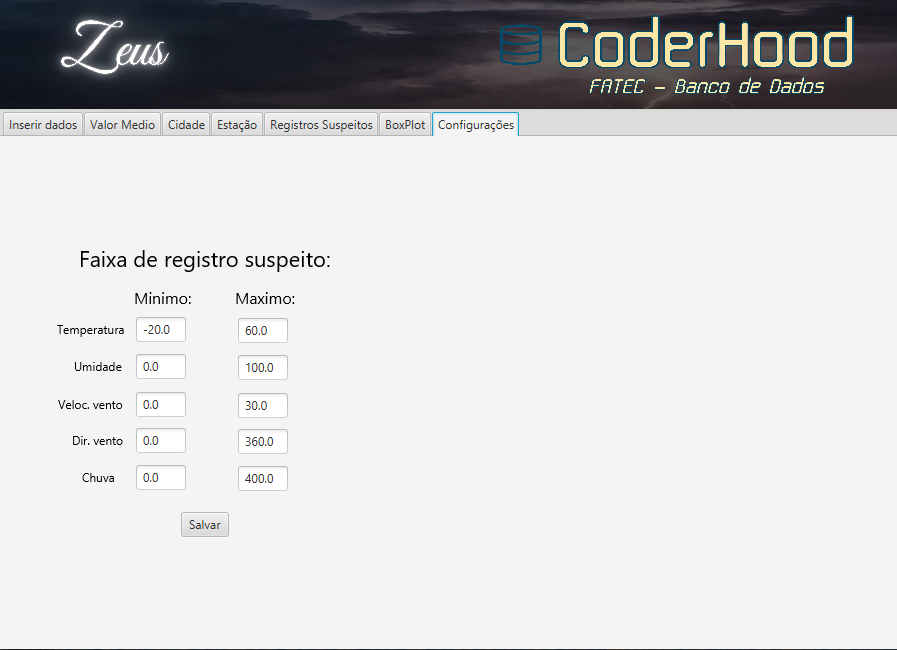 Zeus
CoderHood
FATEC – Banco de Dados
Inserir dados Valor Medio Cidade Estação Registros Suspeitos BoxPlot Configurações
Faixa de registro suspeito:
Minimo: Maximo:
Temperatura -20.0 60.0
Umidade 0.0 100.0
Veloc. vento 0.0 30.0
Dir. vento 0.0 360.0
Chuva 0.0 400.0
Salvar